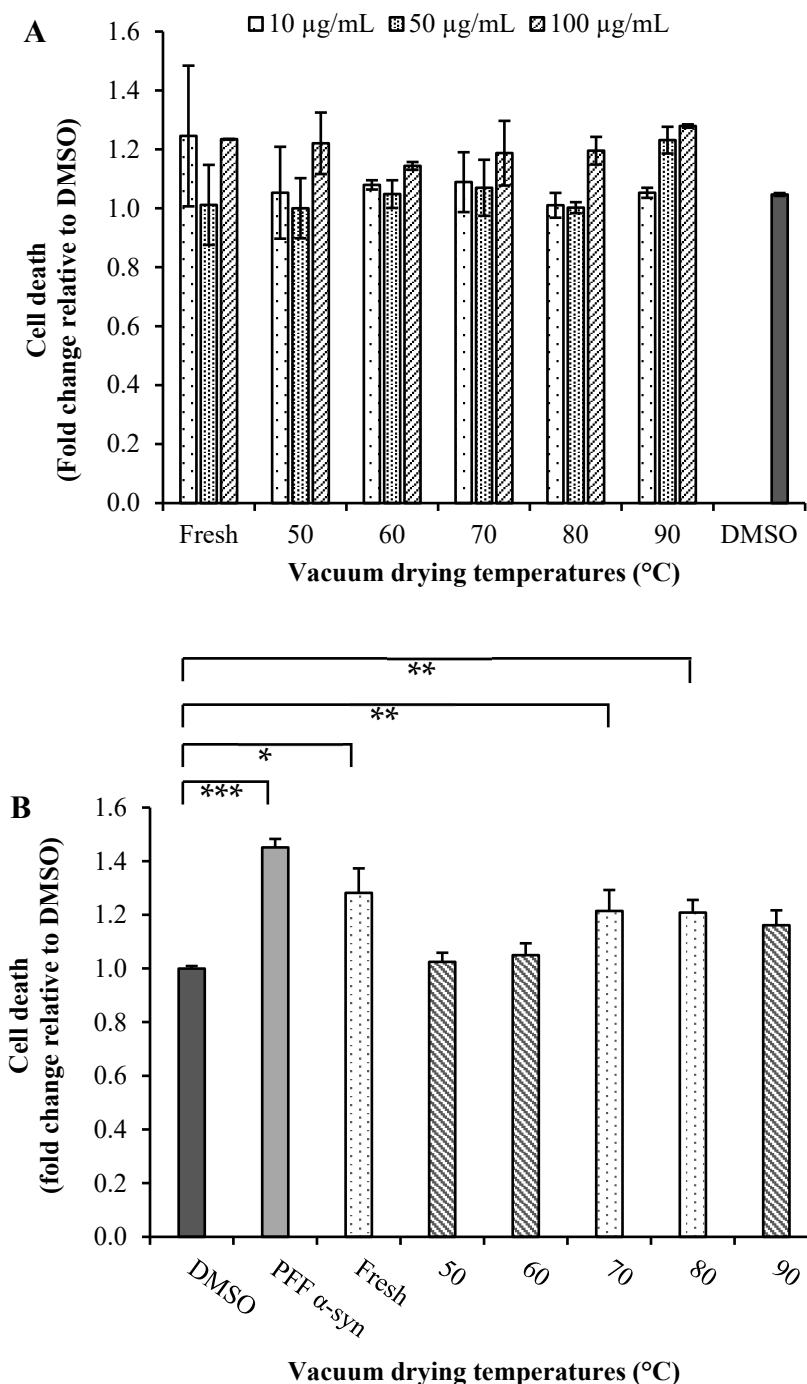 A
10 µg/mL 50 µg/mL 100 µg/mL
1.6
1.4
1.2
1.0
0.8
0.6
0.4
0.2
0.0
Cell death
(Fold change relative to DMSO)
Fresh 50 60 70 80 90 DMSO
Vacuum drying temperatures (°C)
**
**
*
***
B
1.6
1.4
1.2
1.0
0.8
0.6
0.4
0.2
0.0
Cell death
(fold change relative to DMSO)
DMSO PFF α-syn Fresh 50 60 70 80 90
Vacuum drying temperatures (°C)